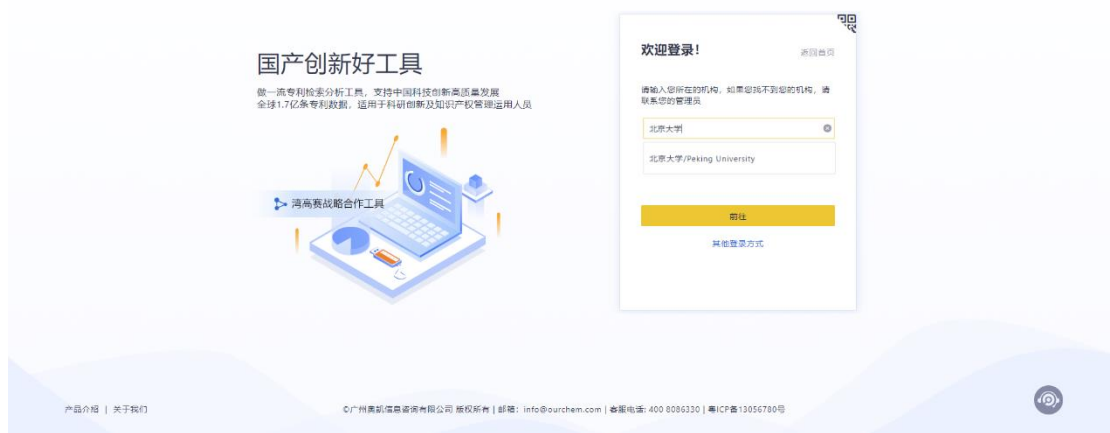 国产创新好工具
做一流专利检索分析工具，支持中国科技创新高质量发展
全球1.7亿条专利数据，适用于科研创新及知识产权管理运用人员
湾高赛战略合作工具
欢迎登录！
返回首页
请输入您所在的机构，如果您找不到您的机构，请
联系您的管理员
北京大学
北京大学/Peking University
前往
其他登录方式
产品介绍 | 关于我们
©广州奥凯信息咨询有限公司 版权所有 | 邮箱：info@ourchem.com | 客服电话: 400 8086330 | 粤ICP备13056780号